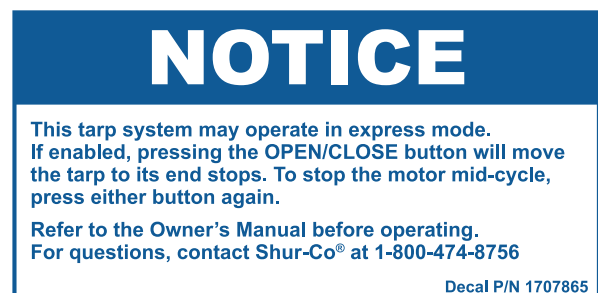 NOTICE
This tarp system may operate in express mode.
If enabled, pressing the OPEN/CLOSE button will move
the tarp to its end stops. To stop the motor mid-cycle,
press either button again.
Refer to the Owner's Manual before operating.
For questions, contact Shur-Co® at 1-800-474-8756
Decal P/N 1707865